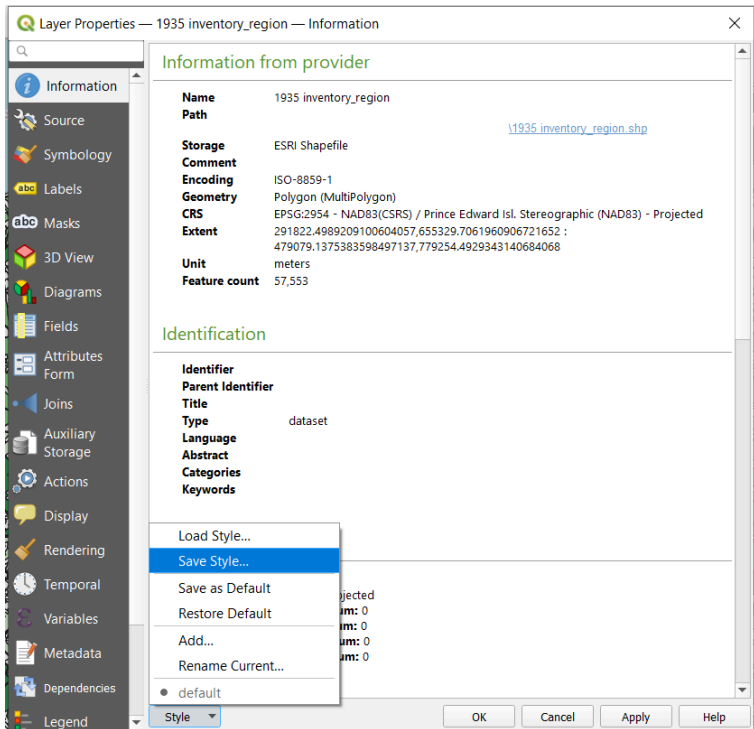 Layer Properties — 1935 inventory_region — Information
Information
Source
Symbology
abc Labels
abc Masks
3D View
Diagrams
Fields
Attributes
Form
Joins
Auxiliary
Storage
Actions
Display
Rendering
Temporal
Variables
Metadata
Dependencies
Legend
Information from provider
Name 1935 inventory_region
Path
\1935 inventory_region.shp
Storage ESRI Shapefile
Comment
Encoding ISO-8859-1
Geometry Polygon (MultiPolygon)
CRS EPSG:2954 - NAD83(CSRS) / Prince Edward Isl. Stereographic (NAD83) - Projected
Extent 291822.4989209100604057,655329.7061960906721652 :
479079.1375383598497137,779254.4929343140684068
Unit meters
Feature count 57,553
Identification
Identifier
Parent Identifier
Title
Type dataset
Language
Abstract
Categories
Keywords
Load Style...
Save Style...
Save as Default
Restore Default
Add...
Rename Current...
default
jected
um: 0
um: 0
um: 0
um: 0
Style
OK Cancel Apply Help